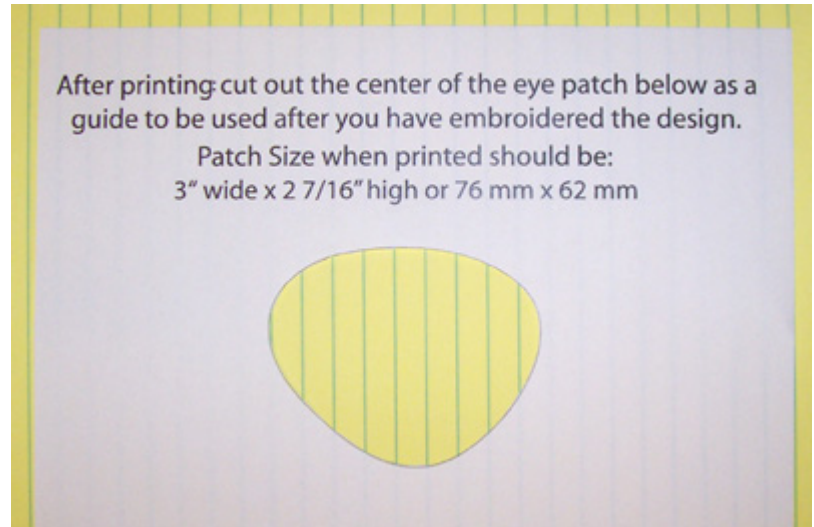 After printing cut out the center of the eye patch below as a
guide to be used after you have embroidered the design.
Patch Size when printed should be:
3" wide x 2 7/16" high or 76 mm x 62 mm